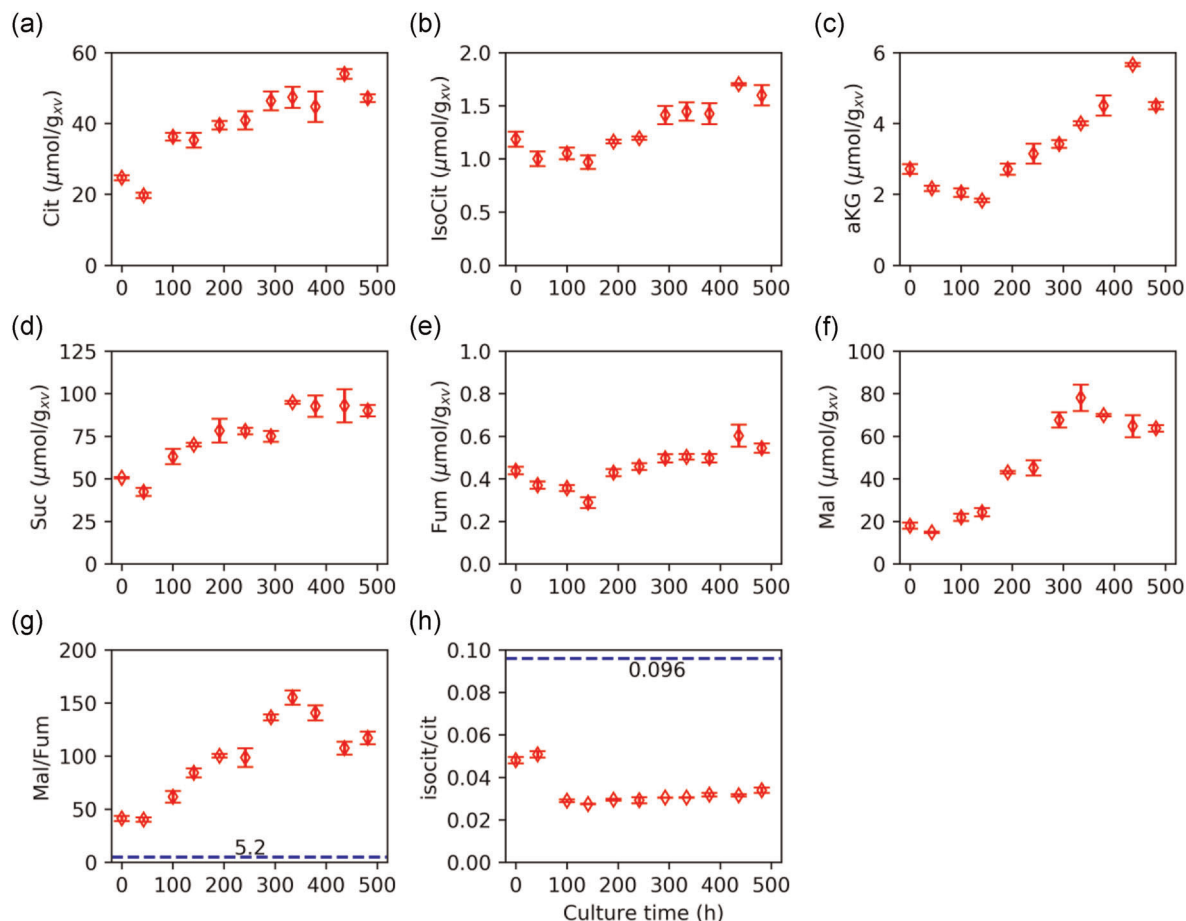 (a)
60
40
20
0
Cit (μmol/g_xv)
0 100 200 300 400 500
(b)
2.0
1.5
1.0
0.5
0.0
IsoCit (μmol/g_xv)
0 100 200 300 400 500
(c)
6
4
2
0
aKG (μmol/g_xv)
0 100 200 300 400 500
(d)
125
100
75
50
25
0
Suc (μmol/g_xv)
0 100 200 300 400 500
(e)
1.0
0.8
0.6
0.4
0.2
0.0
Fum (μmol/g_xv)
0 100 200 300 400 500
(f)
100
80
60
40
20
0
Mal (μmol/g_xv)
0 100 200 300 400 500
(g)
200
150
100
50
0
Mal/Fum
5.2
0 100 200 300 400 500
(h)
0.10
0.08
0.06
0.04
0.02
0.00
isocit/cit
0.096
0 100 200 300 400 500
Culture time (h)